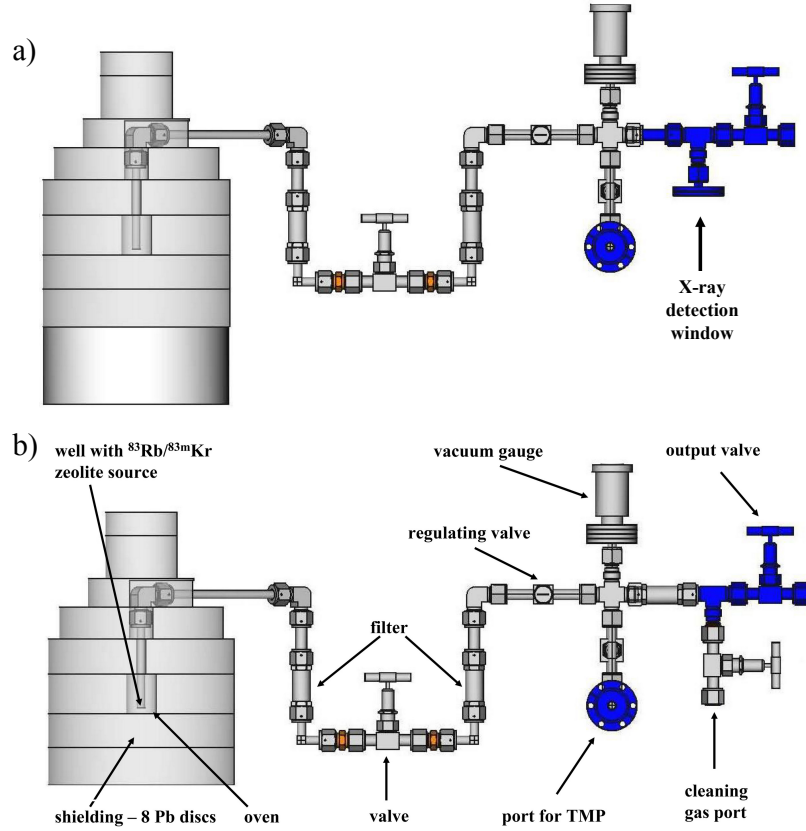 a)
X-ray
detection
window
b)
well with ⁸³Rb/⁸³ᵐKr
zeolite source
vacuum gauge
output valve
regulating valve
filter
shielding – 8 Pb discs
oven
valve
port for TMP
cleaning
gas port